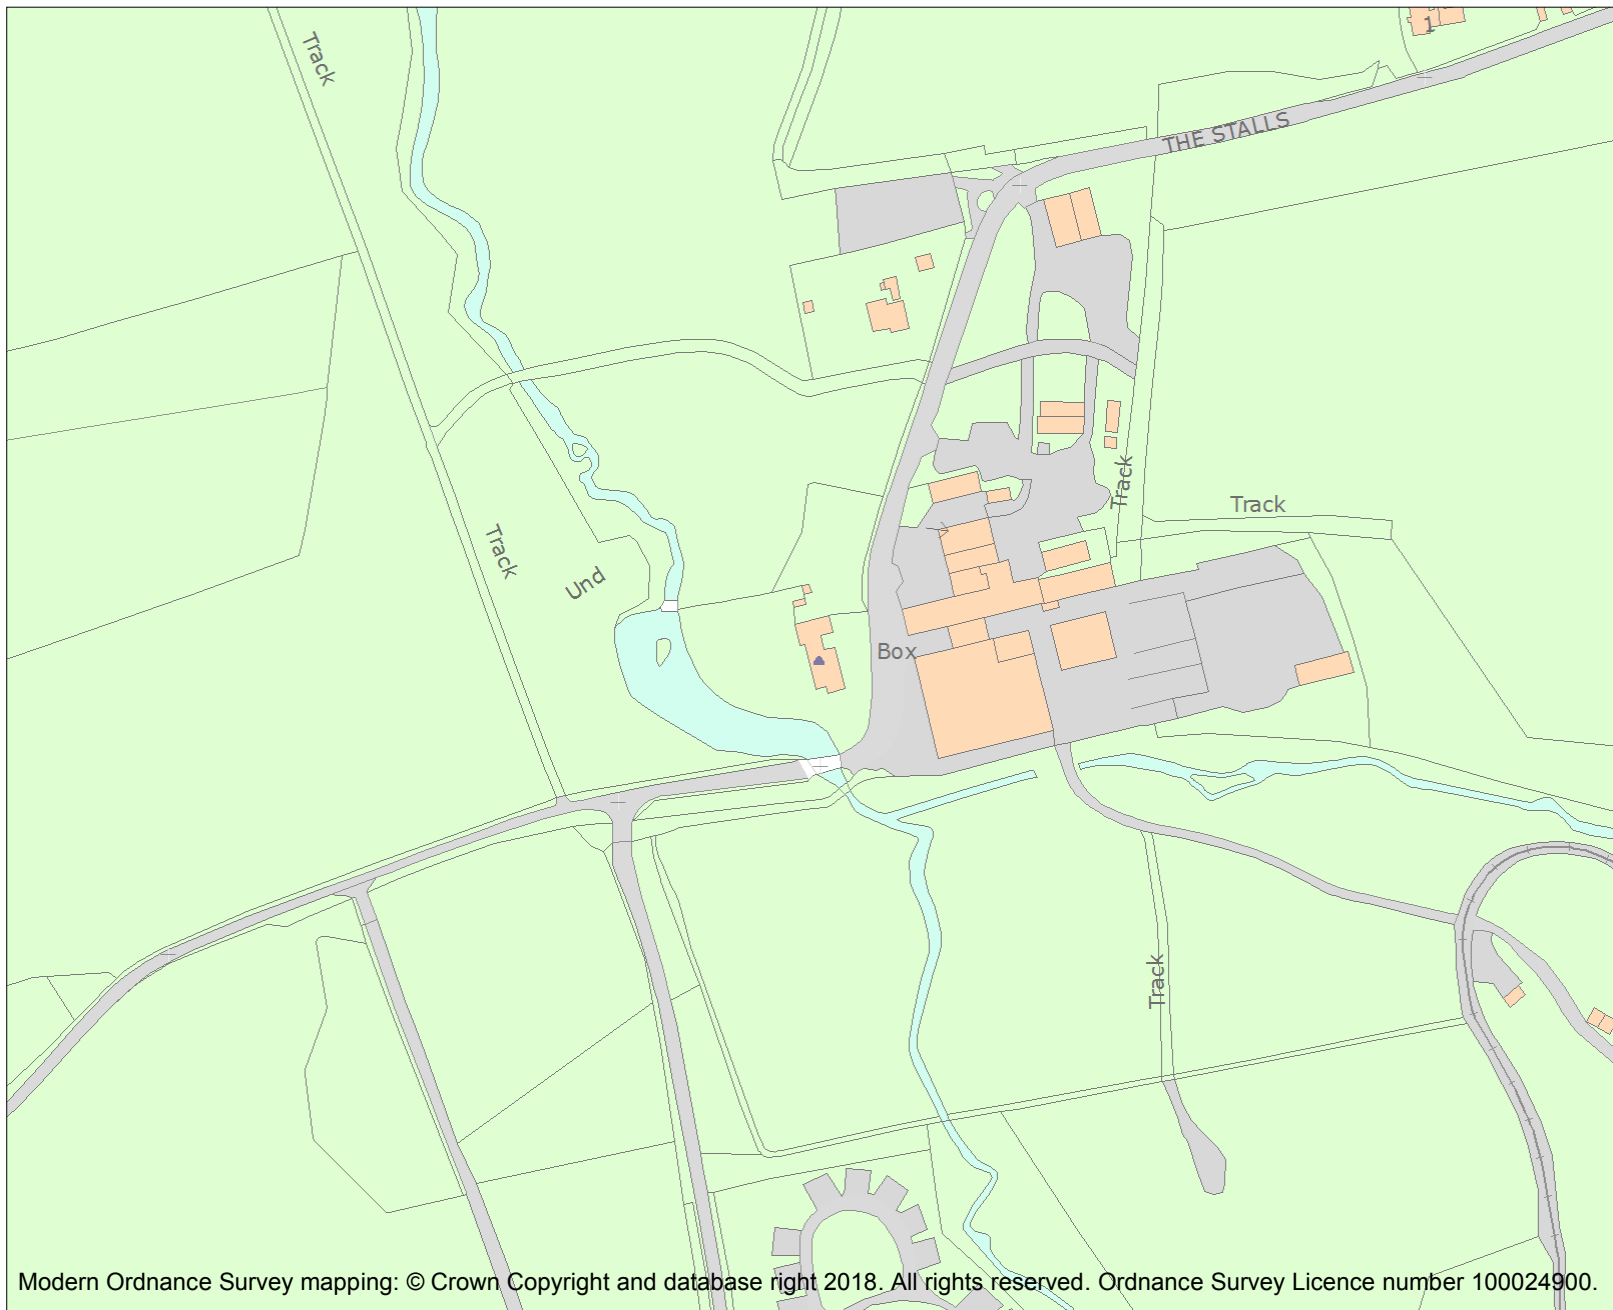 1
Track
THE STALLS
Track
Track
Track
Und
Box
Track
Modern Ordnance Survey mapping: © Crown Copyright and database right 2018. All rights reserved. Ordnance Survey Licence number 100024900.